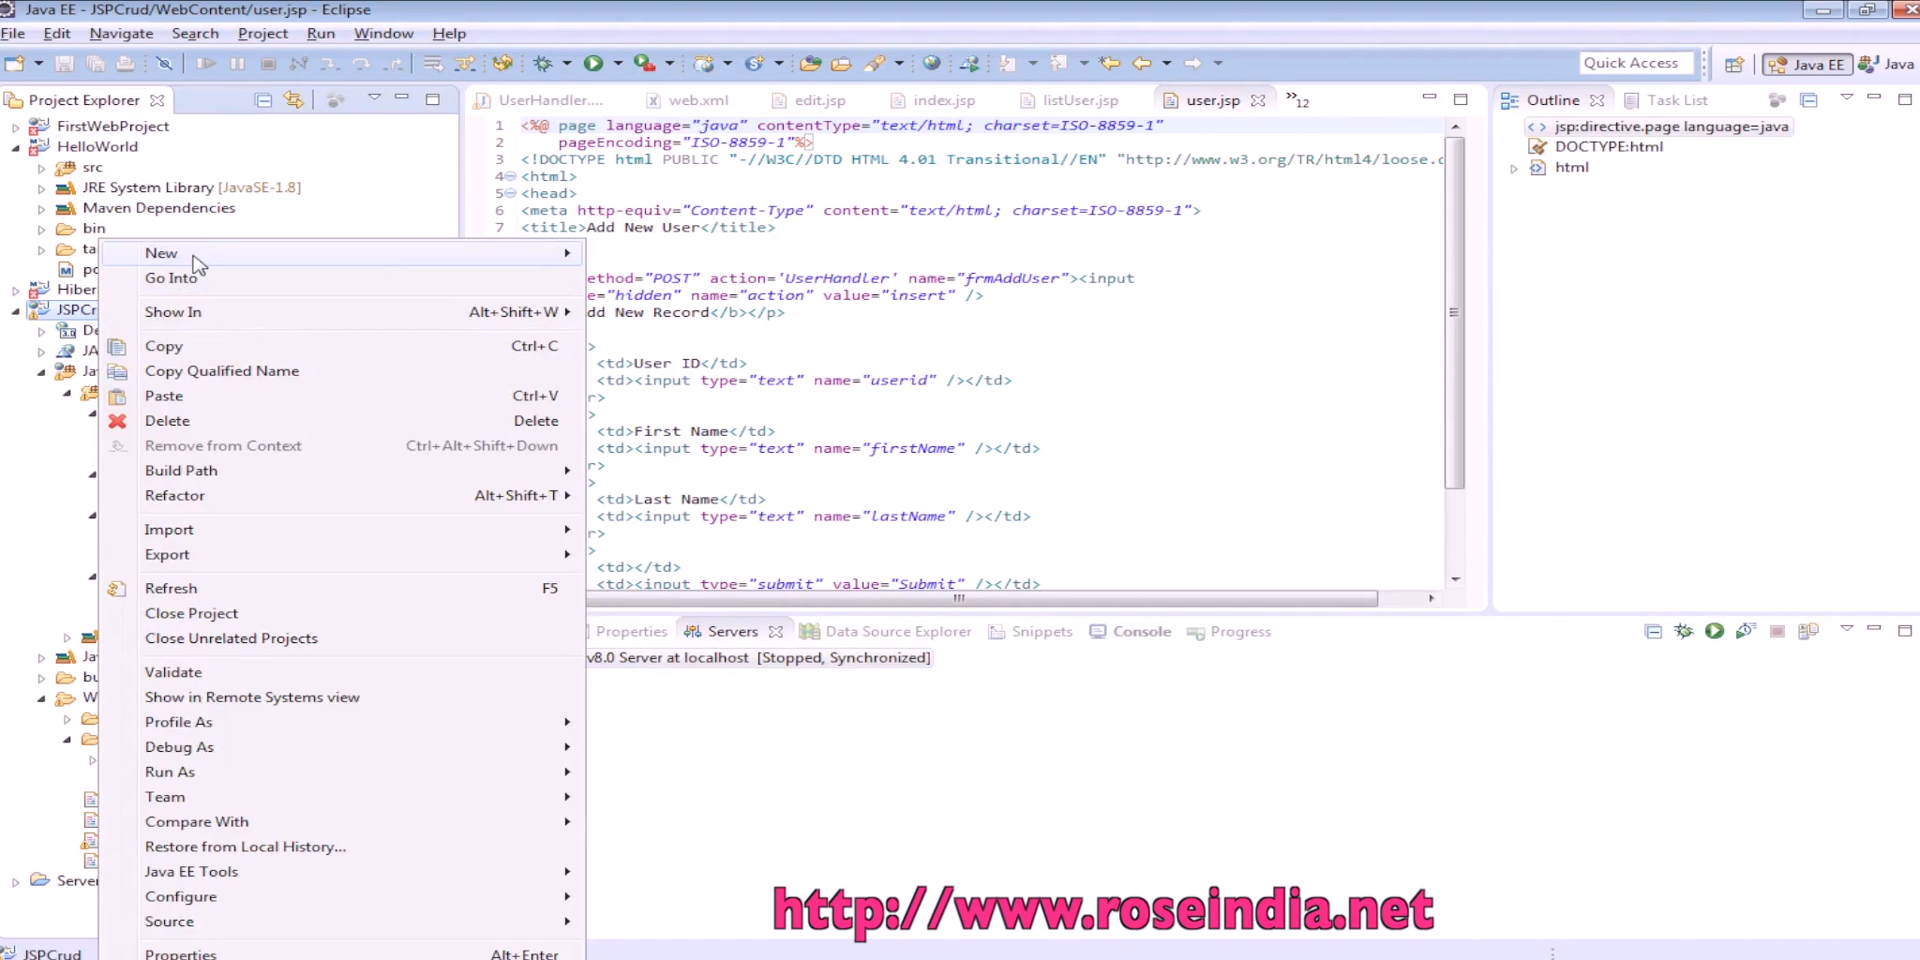 Java EE - JSPCrud/WebContent/user.jsp - Eclipse
File Edit Navigate Search Project Run Window Help
Quick Access
Java EE
Java
Project Explorer
FirstWebProject
HelloWorld
src
JRE System Library [JavaSE-1.8]
Maven Dependencies
bin
ta
po
Hiber
JSPCr
De
JA
Ja
Ja
bu
W
Server
JSPCrud
New
Go Into
Show In Alt+Shift+W
Copy Ctrl+C
Copy Qualified Name
Paste Ctrl+V
Delete Delete
Remove from Context Ctrl+Alt+Shift+Down
Build Path
Refactor Alt+Shift+T
Import
Export
Refresh F5
Close Project
Close Unrelated Projects
Validate
Show in Remote Systems view
Profile As
Debug As
Run As
Team
Compare With
Restore from Local History...
Java EE Tools
Configure
Source
Properties Alt+Enter
UserHandler.... web.xml edit.jsp index.jsp listUser.jsp user.jsp »12
1 <%@ page language="java" contentType="text/html; charset=ISO-8859-1"
2 pageEncoding="ISO-8859-1"%>
3 <!DOCTYPE html PUBLIC "-//W3C//DTD HTML 4.01 Transitional//EN" "http://www.w3.org/TR/html4/loose.c
4 <html>
5 <head>
6 <meta http-equiv="Content-Type" content="text/html; charset=ISO-8859-1">
7 <title>Add New User</title>
ethod="POST" action='UserHandler' name="frmAddUser"><input
e="hidden" name="action" value="insert" />
dd New Record</b></p>
>
<td>User ID</td>
<td><input type="text" name="userid" /></td>
r>
>
<td>First Name</td>
<td><input type="text" name="firstName" /></td>
r>
>
<td>Last Name</td>
<td><input type="text" name="lastName" /></td>
r>
>
<td></td>
<td><input type="submit" value="Submit" /></td>
Properties Servers Data Source Explorer Snippets Console Progress
v8.0 Server at localhost [Stopped, Synchronized]
Outline Task List
jsp:directive.page language=java
DOCTYPE:html
html
http://www.roseindia.net